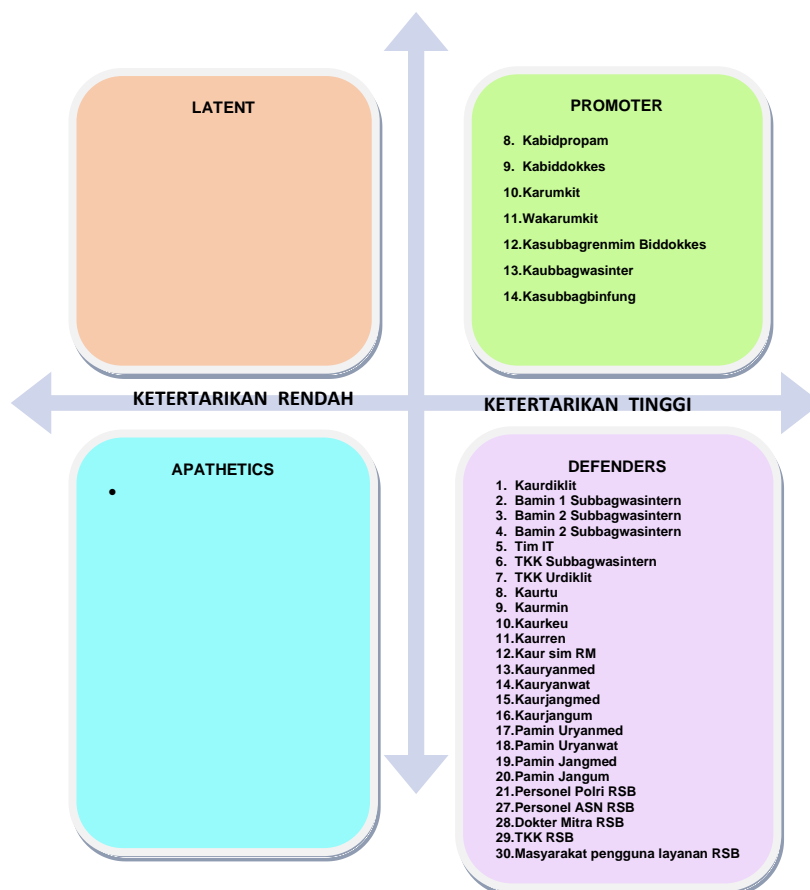 LATENT
PROMOTER
8. Kabidpropam
9. Kabiddokkes
10.Karumkit
11.Wakarumkit
12.Kasubbagrenmim Biddokkes
13.Kaubbagwasinter
14.Kasubbagbinfung
KETERTARIKAN RENDAH
KETERTARIKAN TINGGI
APATHETICS
•
DEFENDERS
1. Kaurdiklit
2. Bamin 1 Subbagwasintern
3. Bamin 2 Subbagwasintern
4. Bamin 2 Subbagwasintern
5. Tim IT
6. TKK Subbagwasintern
7. TKK Urdiklit
8. Kaurtu
9. Kaurmin
10.Kaurkeu
11.Kaurren
12.Kaur sim RM
13.Kauryanmed
14.Kauryanwat
15.Kaurjangmed
16.Kaurjangum
17.Pamin Uryanmed
18.Pamin Uryanwat
19.Pamin Jangmed
20.Pamin Jangum
21.Personel Polri RSB
27.Personel ASN RSB
28.Dokter Mitra RSB
29.TKK RSB
30.Masyarakat pengguna layanan RSB